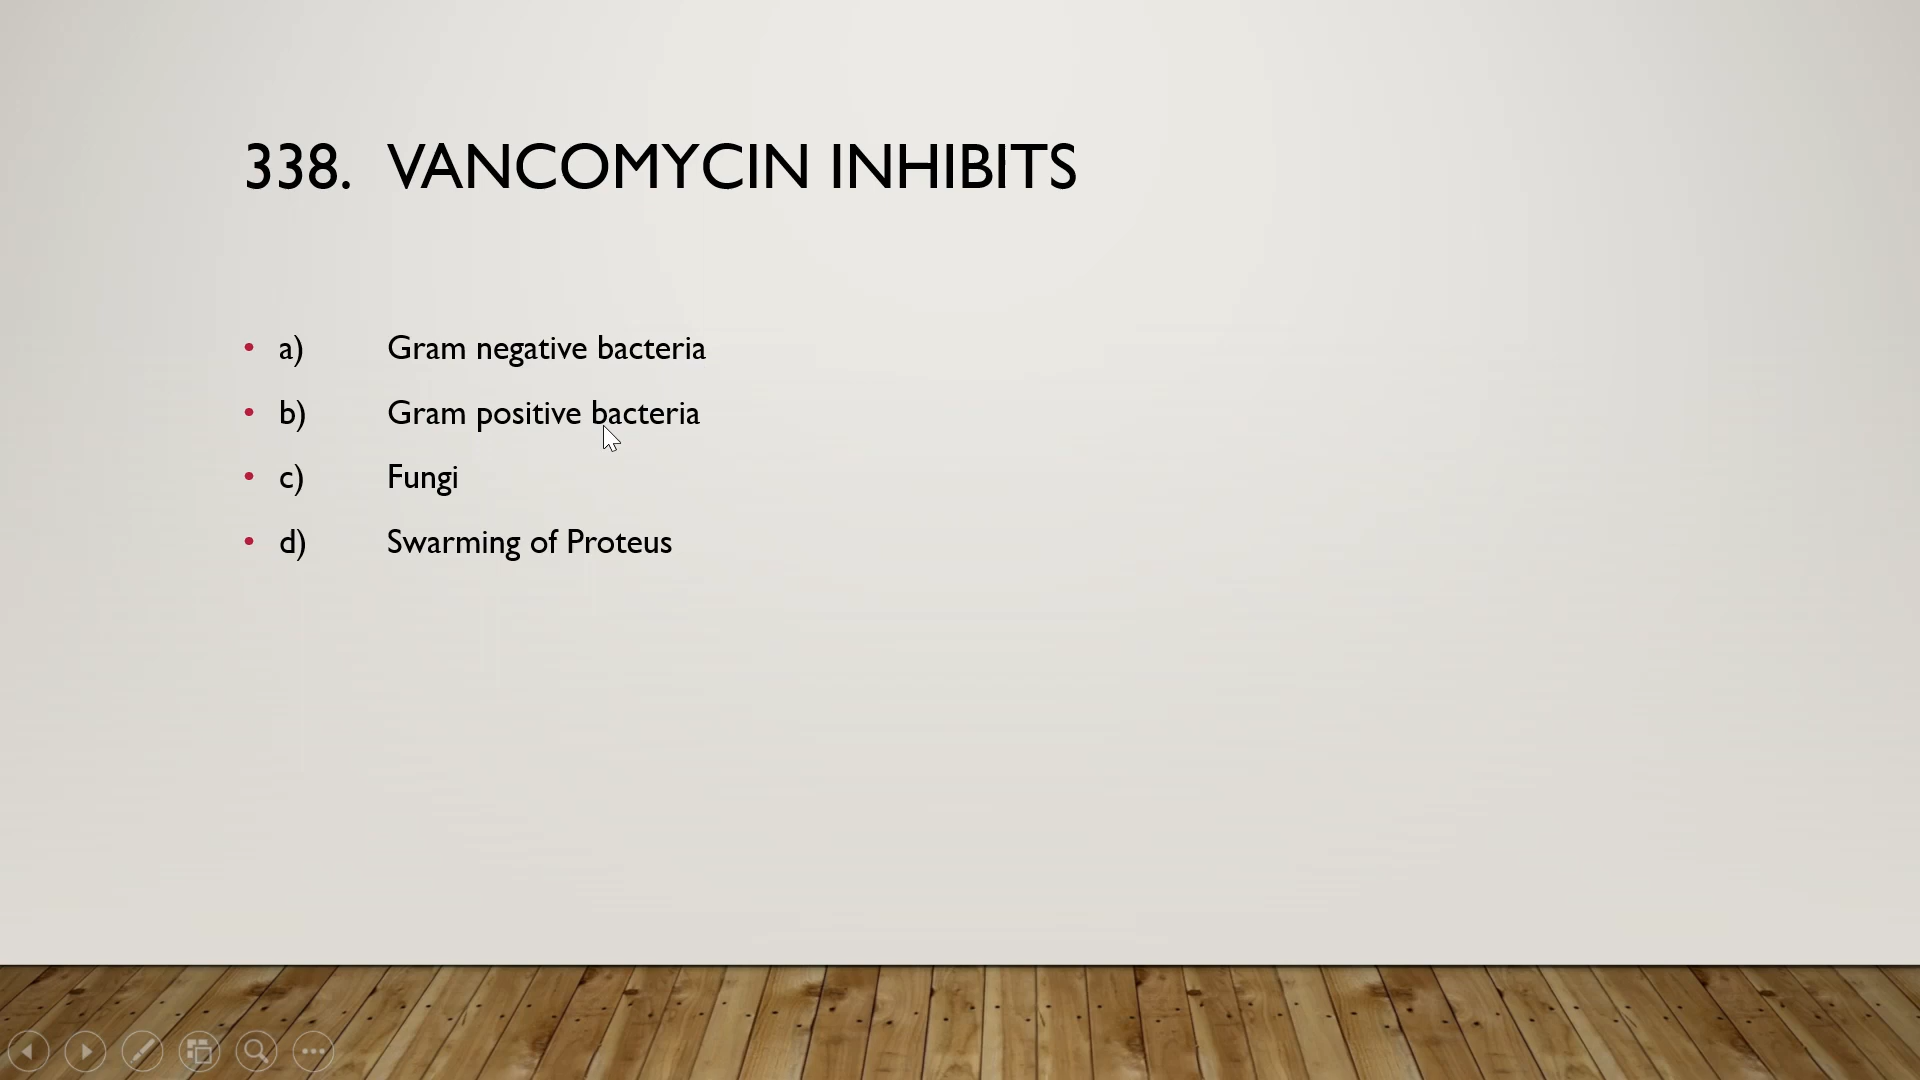 338. VANCOMYCIN INHIBITS
• a) Gram negative bacteria
• b) Gram positive bacteria
• c) Fungi
• d) Swarming of Proteus